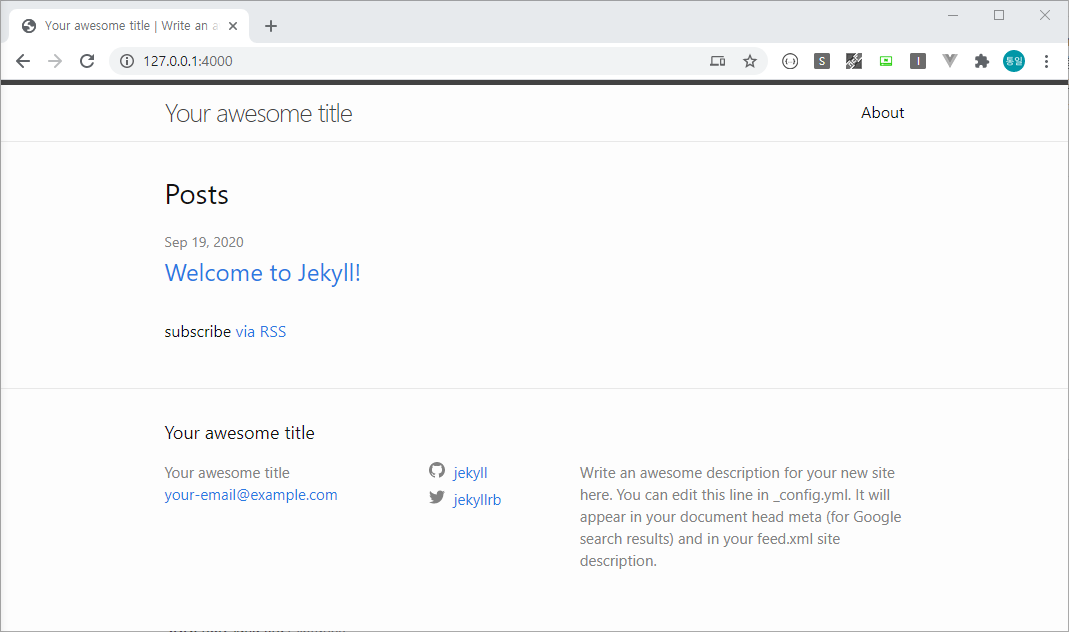 Your awesome title | Write an a
127.0.0.1:4000
S
I
통일
Your awesome title
About
Posts
Sep 19, 2020
Welcome to Jekyll!
subscribe via RSS
Your awesome title
Your awesome title
your-email@example.com
jekyll
jekyllrb
Write an awesome description for your new site
here. You can edit this line in _config.yml. It will
appear in your document head meta (for Google
search results) and in your feed.xml site
description.